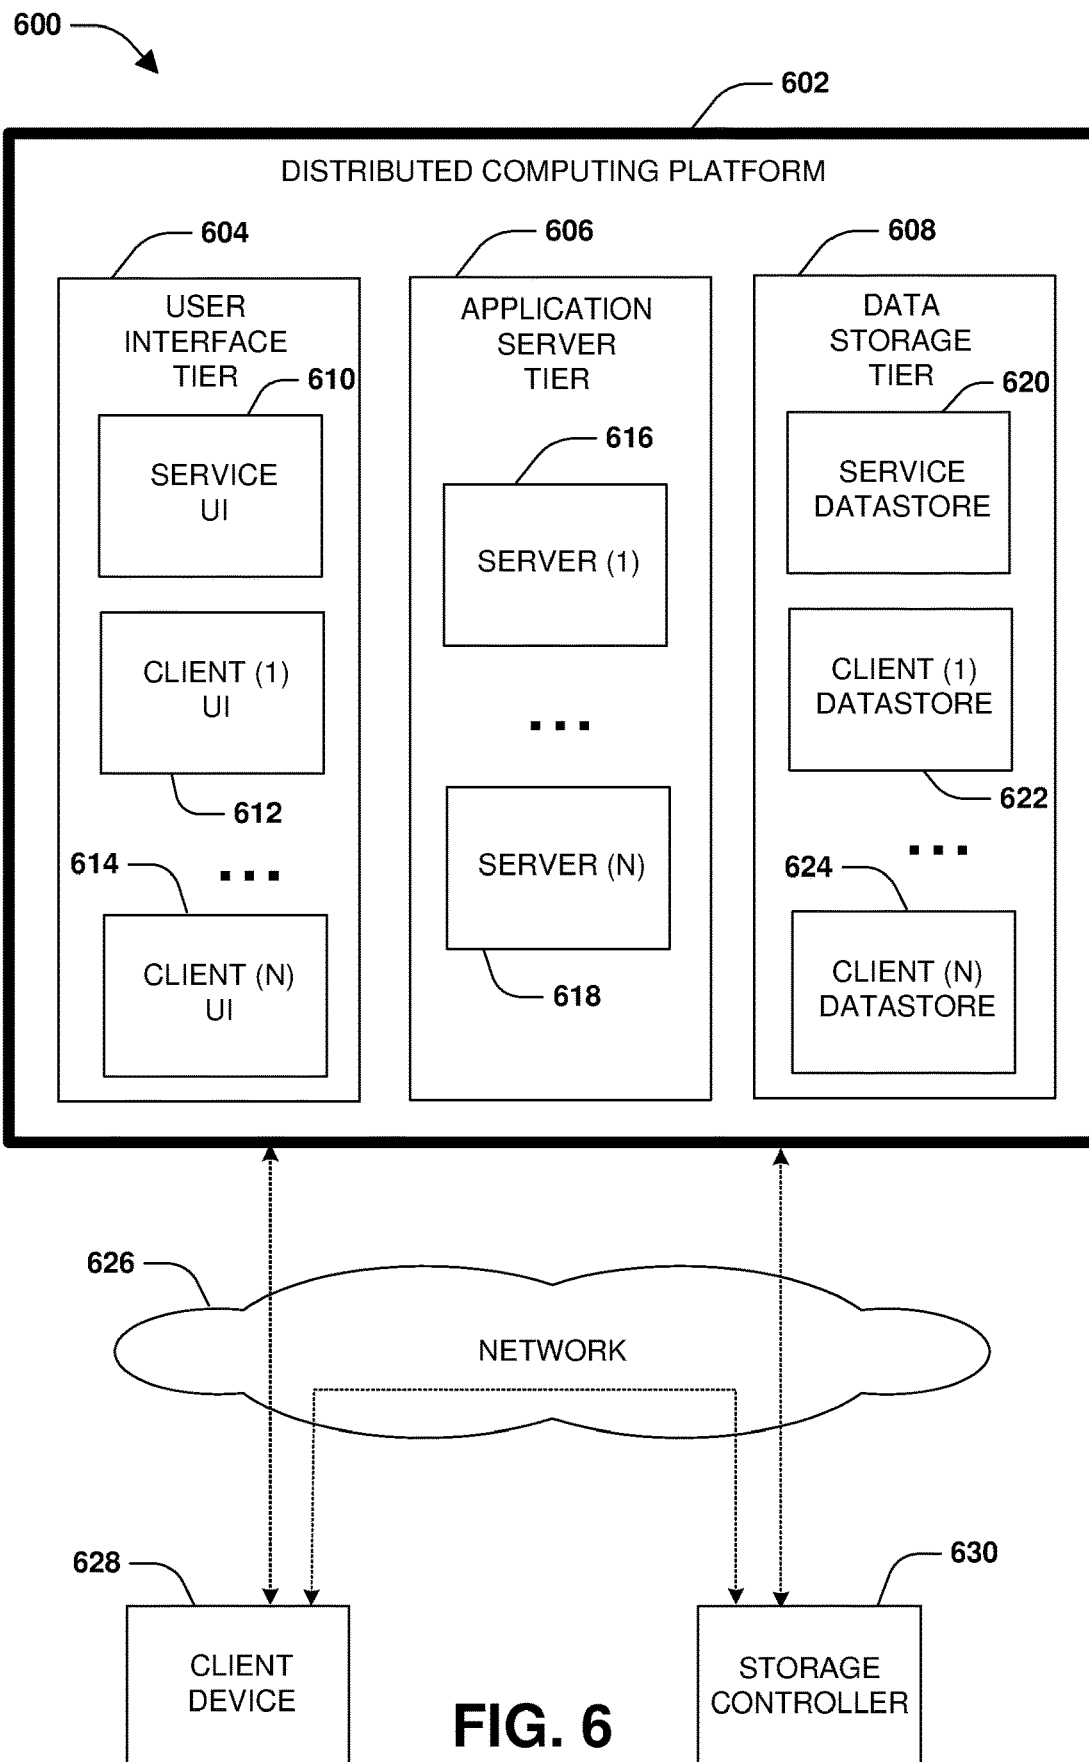 600
602
DISTRIBUTED COMPUTING PLATFORM
604
606
608
USER
INTERFACE
TIER
610
SERVICE
UI
CLIENT (1)
UI
612
614
CLIENT (N)
UI
APPLICATION
SERVER
TIER
616
SERVER (1)
SERVER (N)
618
DATA
STORAGE
TIER
620
SERVICE
DATASTORE
CLIENT (1)
DATASTORE
622
624
CLIENT (N)
DATASTORE
626
NETWORK
628
CLIENT
DEVICE
630
STORAGE
CONTROLLER
FIG. 6